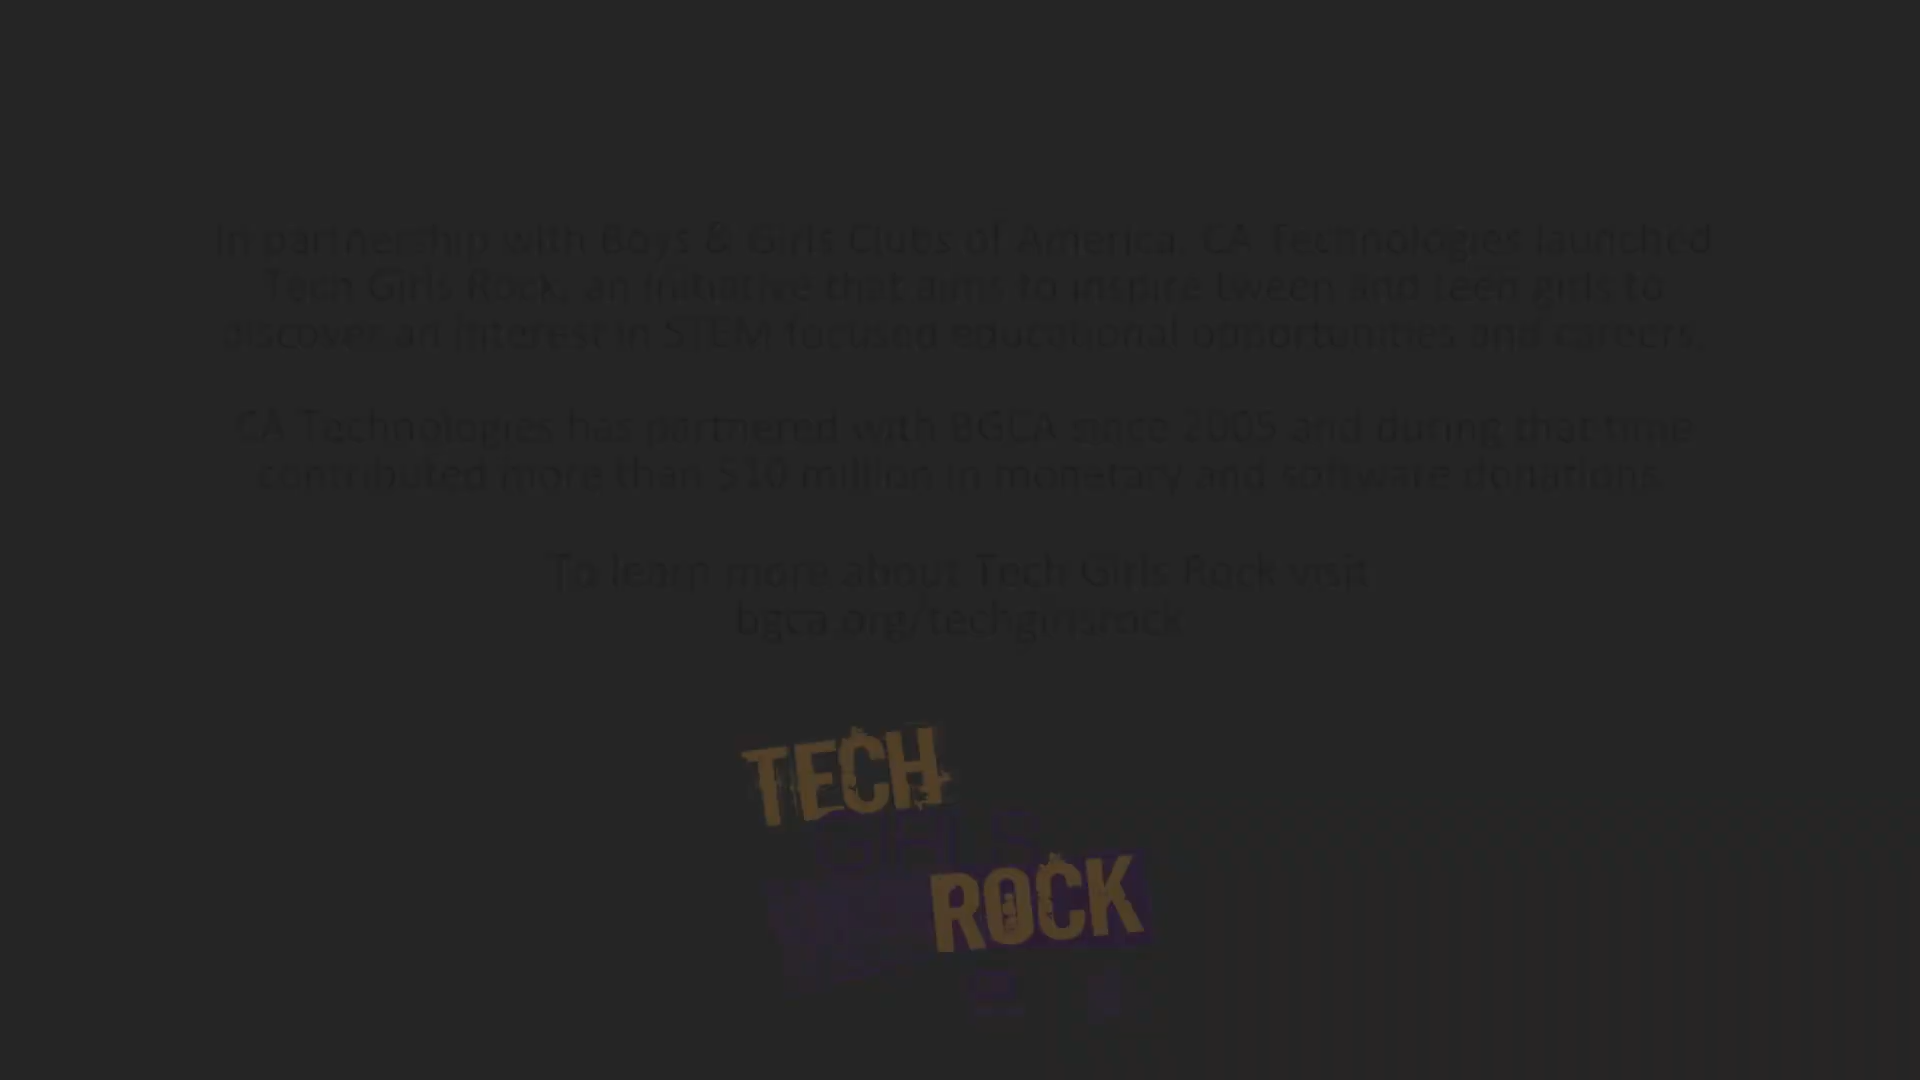 In partnership with Boys & Girls Clubs of America, CA Technologies launched
Tech Girls Rock, an initiative that aims to inspire tween and teen girls to
discover an interest in STEM focused educational opportunities and careers.
CA Technologies has partnered with BGCA since 2005 and during that time
contributed more than $10 million in monetary and software donations.
To learn more about Tech Girls Rock visit
bgca.org/techgirlsrock
TECH
GIRLS
ROCK